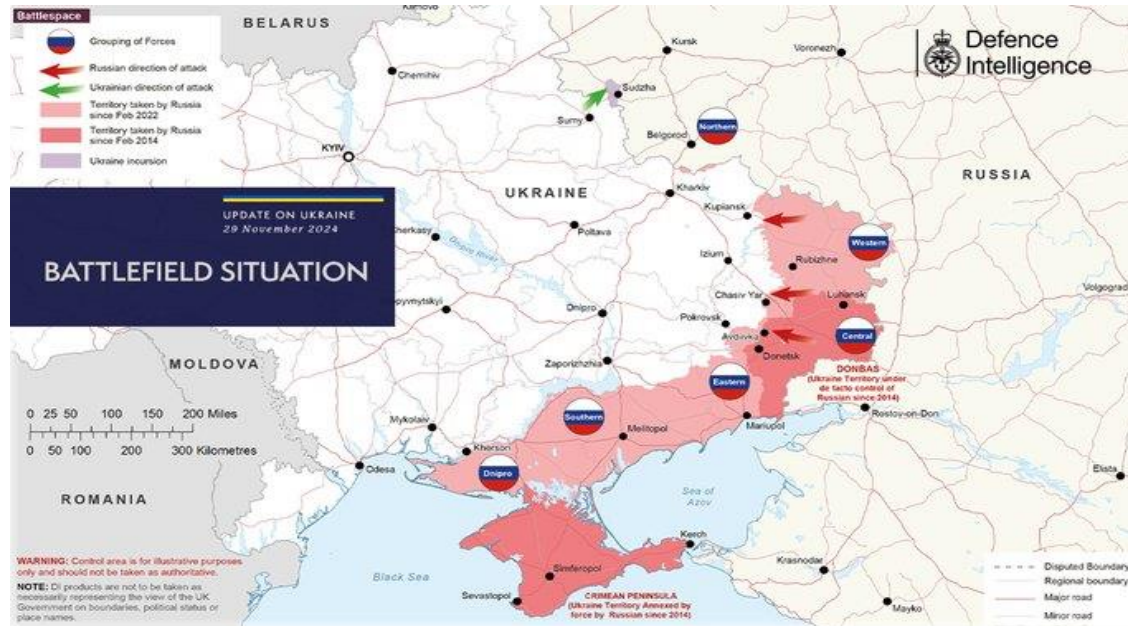 Battlespace
Grouping of Forces
Russian direction of attack
Ukrainian direction of attack
Territory taken by Russia
since Feb 2022
Territory taken by Russia
since Feb 2014
Ukraine incursion
UPDATE ON UKRAINE
29 November 2024
BATTLEFIELD SITUATION
Defence
Intelligence
BELARUS
Chernihiv
Kursk
Voronezh
Sudzha
Sumy
Northern
Belgorod
KYIV
RUSSIA
UKRAINE
Kharkiv
Kupiansk
herkasy
Dnipro River
Poltava
Western
Izium
Rubizhne
Chasiv Yar
Luhansk
Volgograd
opyvnytskyi
Dnipro
Pokrovsk
Avdiivka
Central
Donetsk
MOLDOVA
Zaporizhzhia
DONBAS
(Ukraine Territory under
de facto control of
Russian since 2014)
Eastern
Rostov-on-Don
0 25 50 100 150 200 Miles
0 50 100 200 300 Kilometres
Mykolaiv
Southern
Melitopol
Mariupol
Kherson
Odesa
Dnipro
Elista
ROMANIA
Sea of
Azov
Kerch
Krasnodar
Simferopol
Black Sea
Sevastopol
CRIMEAN PENINSULA
(Ukraine Territory Annexed by
force by Russian since 2014)
Mayko
WARNING: Control area is for illustrative purposes
only and should not be taken as authoritative.
NOTE: DI products are not to be taken as
necessarily representing the view of the UK
Government on boundaries, political status or
place names.
Disputed Boundary
Regional boundary
Major road
Minor road